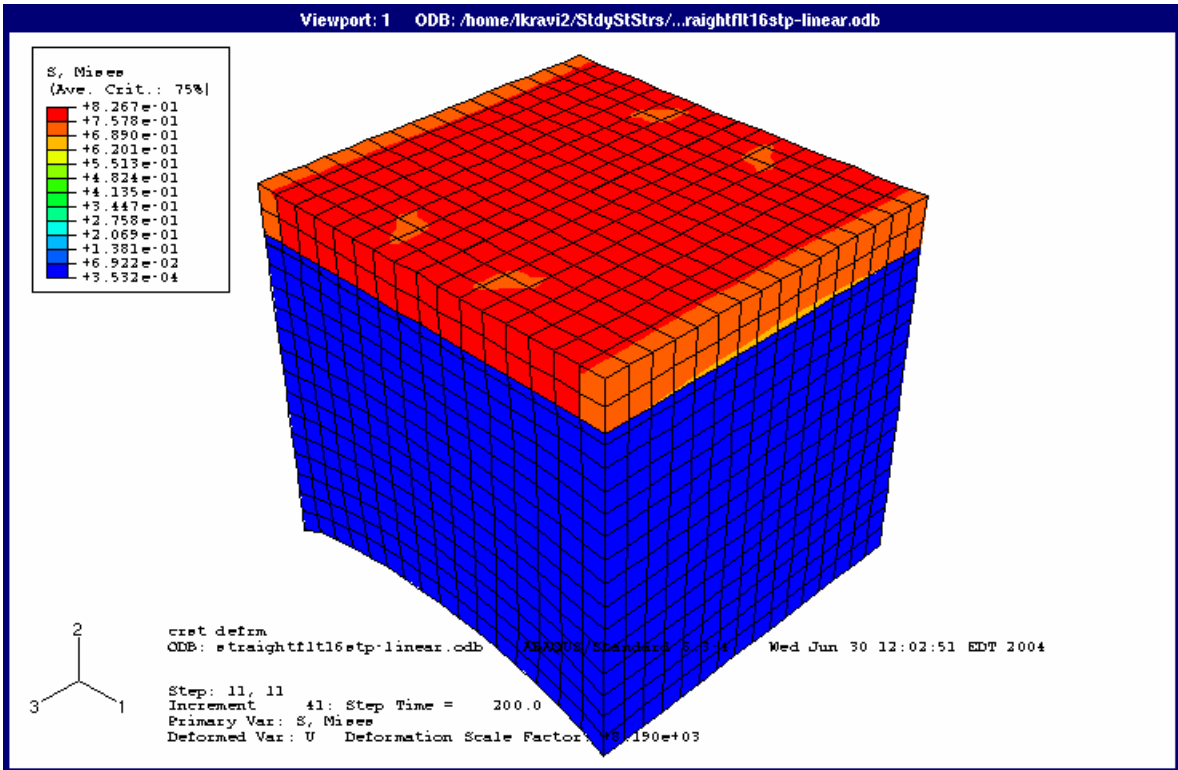 Viewport: 1 ODB: /home/lkravi2/StdyStStrs/...raightflt16stp-linear.odb
S, Mises
(Ave. Crit.: 75%)
+8.267e-01
+7.578e-01
+6.890e-01
+6.201e-01
+5.513e-01
+4.824e-01
+4.135e-01
+3.447e-01
+2.758e-01
+2.069e-01
+1.381e-01
+6.922e-02
+3.532e-04
2
3
1
crst defrm
ODB: straightflt16stp-linear.odb ABAQUS/Standard Wed Jun 30 12:02:51 EDT 2004
Step: 11, 11
Increment 41: Step Time = 200.0
Primary Var: S, Mises
Deformed Var: U Deformation Scale Factor: